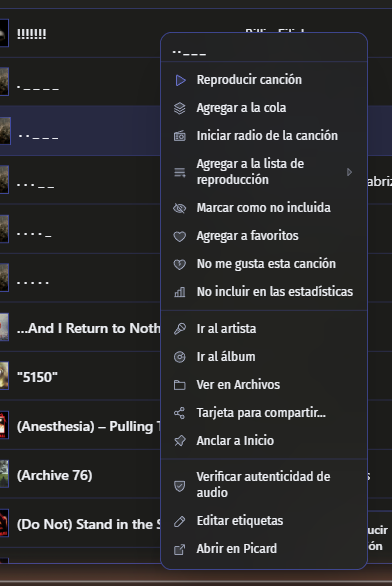 !!!!!!!
. . _ _ _
Reproducir canción
. _ _ _ _
Agregar a la cola
. . _ _ _
Iniciar radio de la canción
Agregar a la lista de
reproducción
. . . _ _
Marcar como no incluida
. . . . _
Agregar a favoritos
No me gusta esta canción
. . . . .
No incluir en las estadísticas
...And I Return to Noth
Ir al artista
Ir al álbum
"5150"
Ver en Archivos
Tarjeta para compartir...
(Anesthesia) – Pulling T
Anclar a Inicio
(Archive 76)
Verificar autenticidad de
audio
(Do Not) Stand in the S
Editar etiquetas
Abrir en Picard